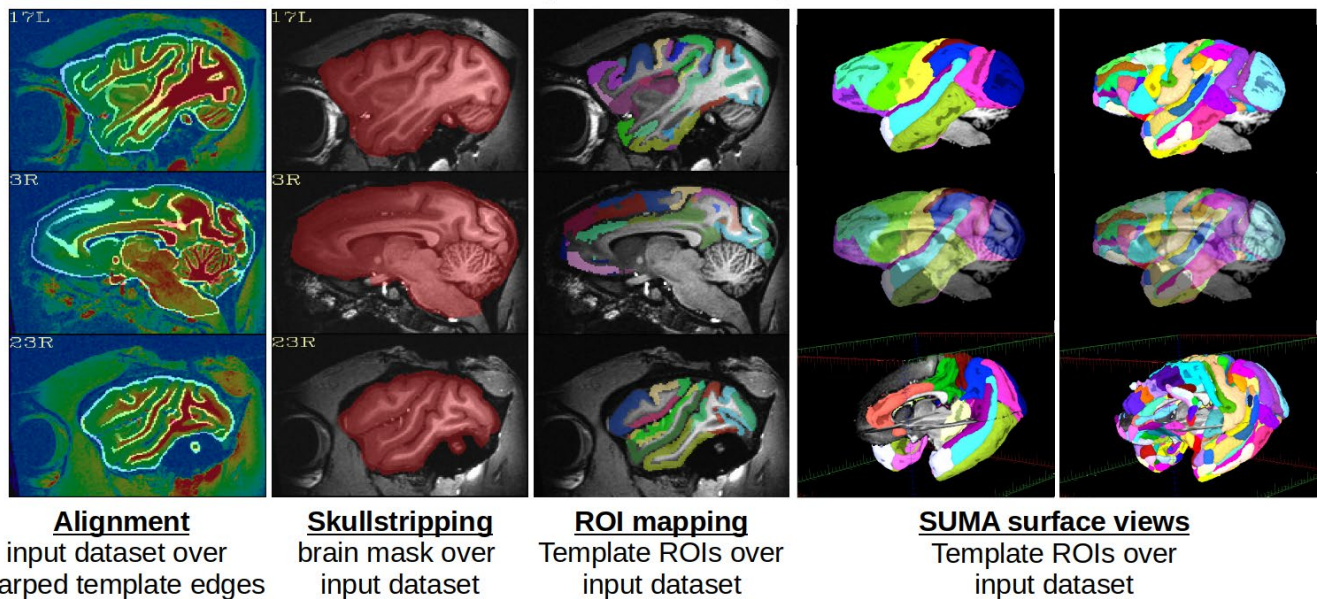 17L
17L
3R
3R
23R
23R
Alignment
input dataset over
arped template edges
Skullstripping
brain mask over
input dataset
ROI mapping
Template ROIs over
input dataset
SUMA surface views
Template ROIs over
input dataset